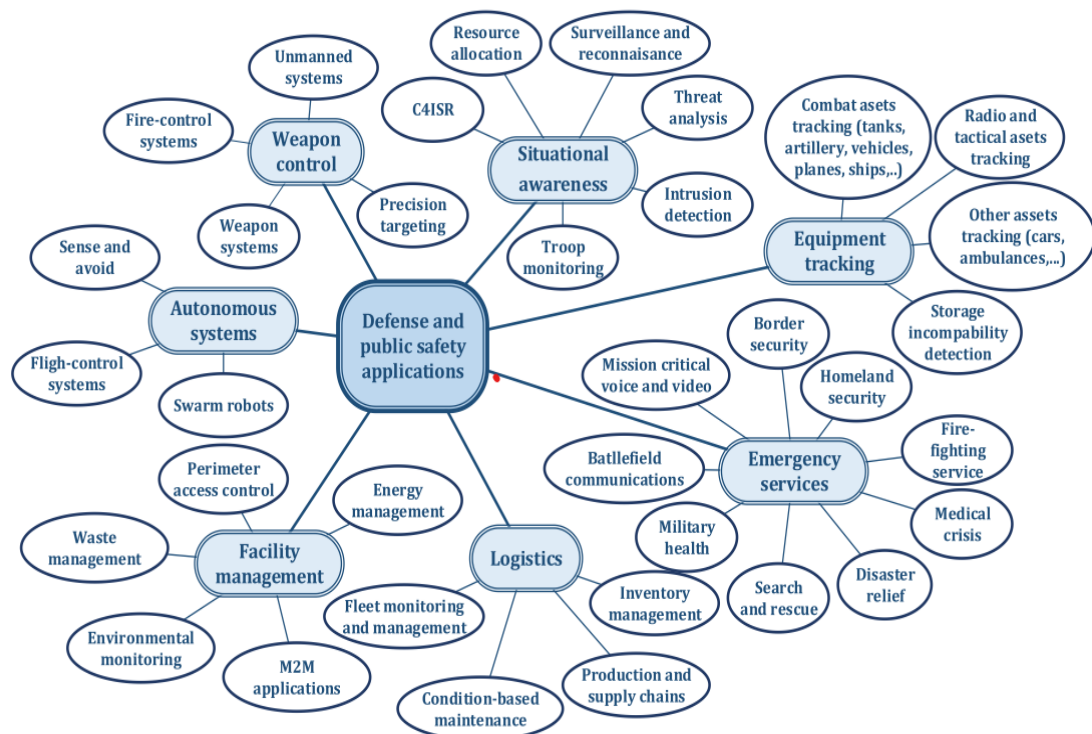 Defense and
public safety
applications
Weapon
control
Unmanned
systems
Fire-control
systems
Weapon
systems
Precision
targeting
Situational
awareness
Resource
allocation
Surveillance and
reconnaisance
C4ISR
Threat
analysis
Intrusion
detection
Troop
monitoring
Equipment
tracking
Combat asets
tracking (tanks,
artillery, vehicles,
planes, ships,..)
Radio and
tactical asets
tracking
Other assets
tracking (cars,
ambulances,...)
Storage
incompability
detection
Autonomous
systems
Sense and
avoid
Fligh-control
systems
Swarm robots
Emergency
services
Border
security
Mission critical
voice and video
Homeland
security
Fire-
fighting
service
Batllefield
communications
Medical
crisis
Military
health
Search
and rescue
Disaster
relief
Facility
management
Perimeter
access control
Energy
management
Waste
management
Environmental
monitoring
M2M
applications
Logistics
Fleet monitoring
and management
Inventory
management
Condition-based
maintenance
Production and
supply chains